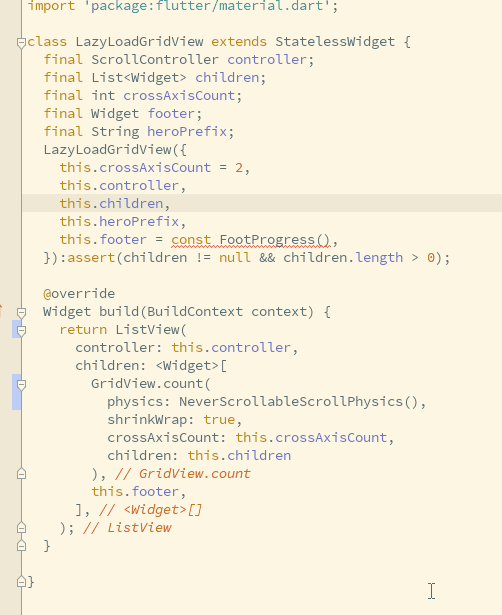 import 'package:flutter/material.dart';
class LazyLoadGridView extends StatelessWidget {
final ScrollController controller;
final List<Widget> children;
final int crossAxisCount;
final Widget footer;
final String heroPrefix;
LazyLoadGridView({
this.crossAxisCount = 2,
this.controller,
this.children,
this.heroPrefix,
this.footer = const FootProgress(),
}):assert(children != null && children.length > 0);
@override
Widget build(BuildContext context) {
return ListView(
controller: this.controller,
children: <Widget>[
GridView.count(
physics: NeverScrollableScrollPhysics(),
shrinkWrap: true,
crossAxisCount: this.crossAxisCount,
children: this.children
), // GridView.count
this.footer,
], // <Widget>[]
); // ListView
}
}